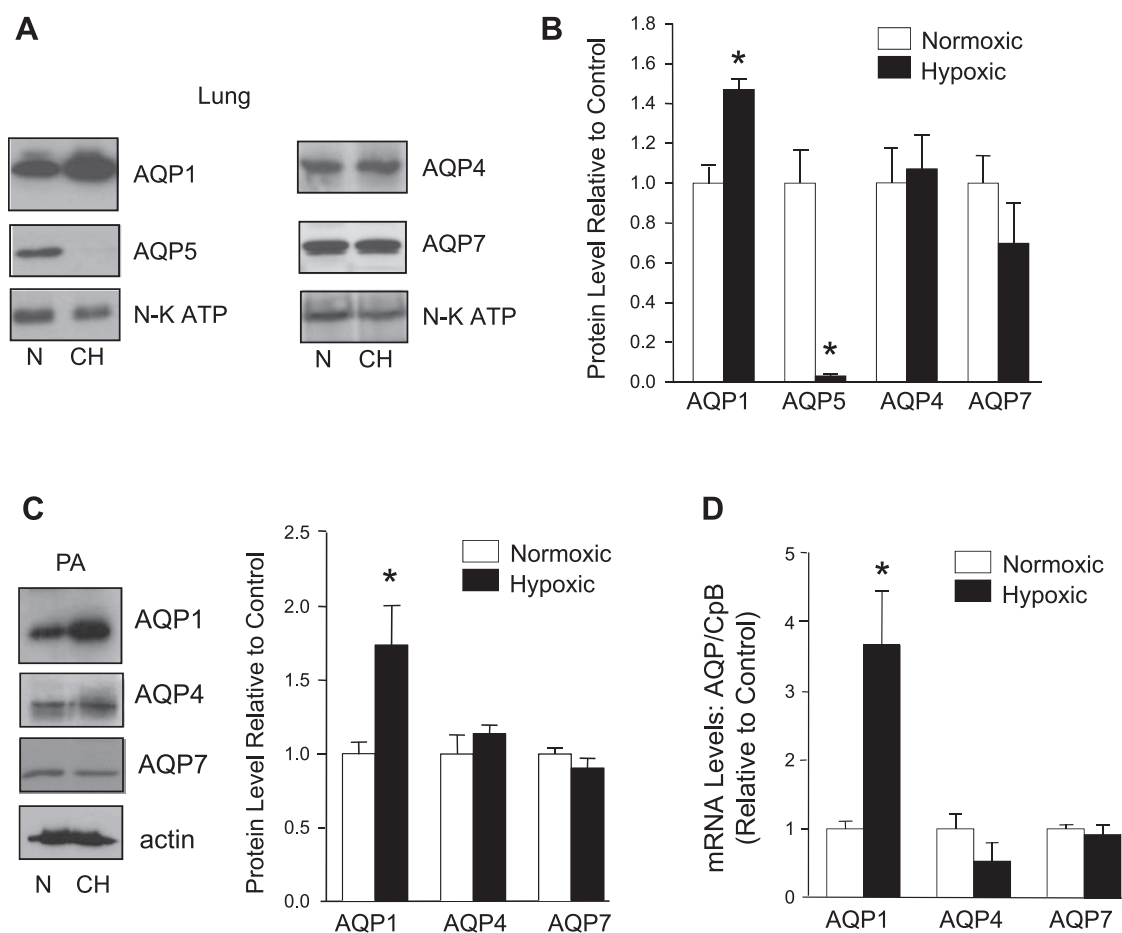 A
Lung
AQP1
AQP5
N-K ATP
N CH
AQP4
AQP7
N-K ATP
N CH
B
Protein Level Relative to Control
1.8
1.6
1.4
1.2
1.0
0.8
0.6
0.4
0.2
0.0
Normoxic
Hypoxic
*
*
AQP1 AQP5 AQP4 AQP7
C
PA
AQP1
AQP4
AQP7
actin
N CH
Protein Level Relative to Control
2.5
2.0
1.5
1.0
0.5
0.0
Normoxic
Hypoxic
*
AQP1 AQP4 AQP7
D
mRNA Levels: AQP/CpB
(Relative to Control)
5
4
3
2
1
0
Normoxic
Hypoxic
*
AQP1 AQP4 AQP7